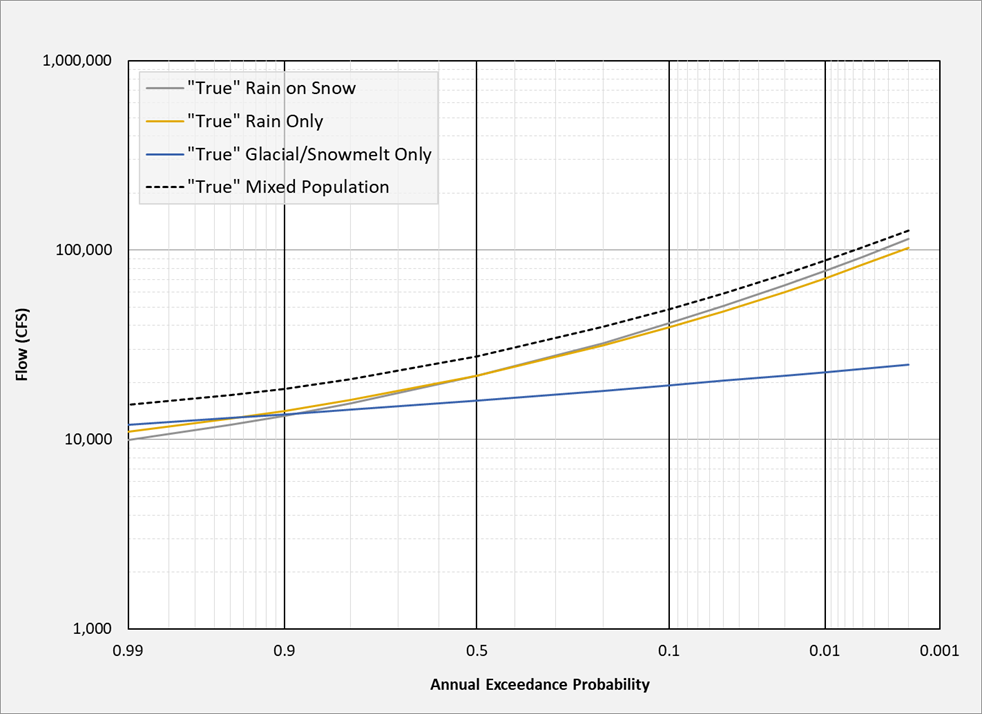 1,000,000
"True" Rain on Snow
"True" Rain Only
"True" Glacial/Snowmelt Only
"True" Mixed Population
100,000
Flow (CFS)
10,000
1,000
0.99 0.9 0.5 0.1 0.01 0.001
Annual Exceedance Probability